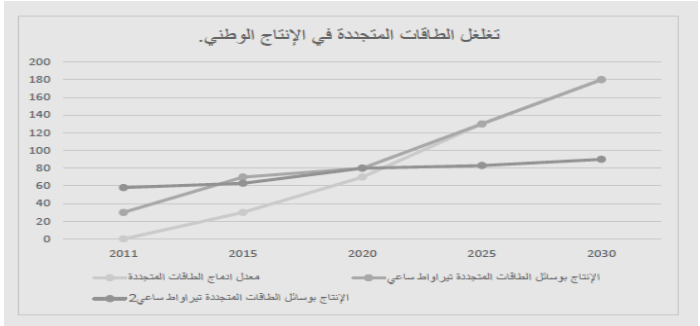 تغلغل الطاقات المتجددة في الإنتاج الوطني.
200
180
160
140
120
100
80
60
40
20
0
2011 2015 2020 2025 2030
معدل ادماج الطاقات المتجددة الإنتاج بوسائل الطاقات المتجددة تيراواط ساعي
الإنتاج بوسائل الطاقات المتجددة تيراواط ساعي2